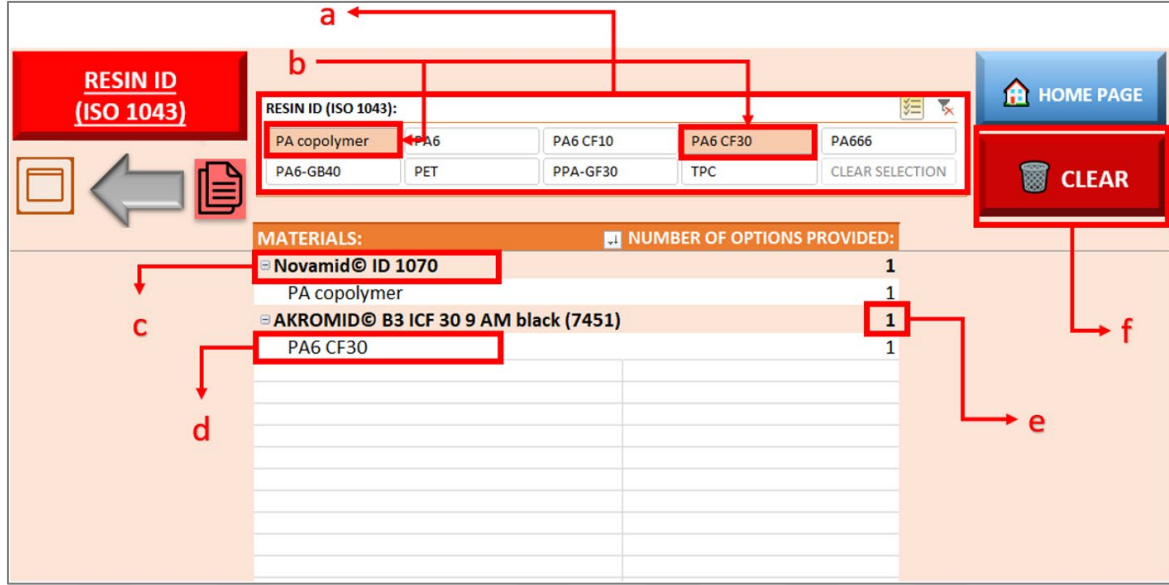 a
b
RESIN ID
(ISO 1043)
HOME PAGE
RESIN ID (ISO 1043):
PA copolymer PA6 PA6 CF10 PA6 CF30 PA666
PA6-GB40 PET PPA-GF30 TPC CLEAR SELECTION
CLEAR
MATERIALS: NUMBER OF OPTIONS PROVIDED:
Novamid© ID 1070 1
PA copolymer 1
AKROMID© B3 ICF 30 9 AM black (7451) 1
PA6 CF30 1
c
d
e
f